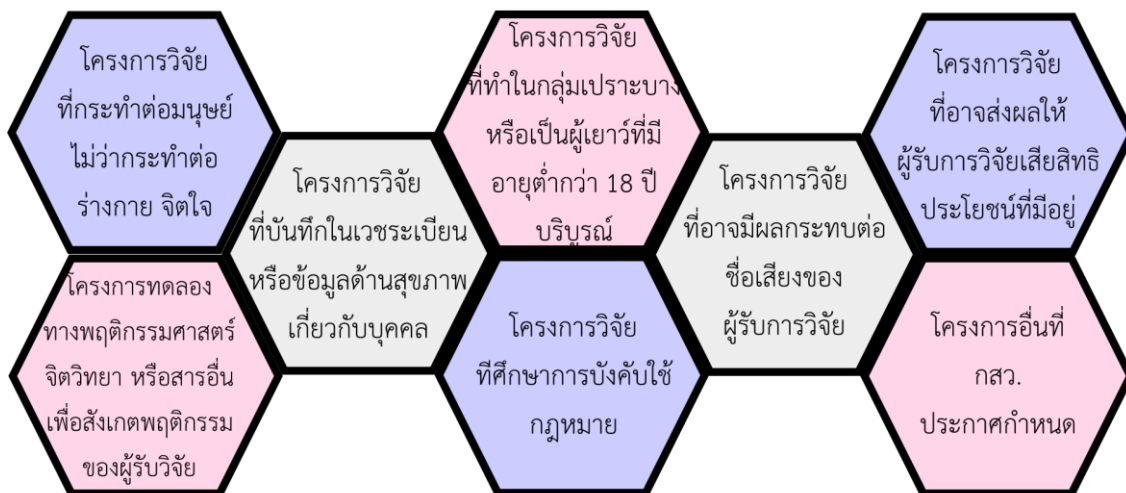 โครงการวิจัย
ที่กระทำต่อมนุษย์
ไม่ว่ากระทำต่อ
ร่างกาย จิตใจ
โครงการทดลอง
ทางพฤติกรรมศาสตร์
จิตวิทยา หรือสารอื่น
เพื่อสังเกตพฤติกรรม
ของผู้รับวิจัย
โครงการวิจัย
ที่บันทึกในเวชระเบียน
หรือข้อมูลด้านสุขภาพ
เกี่ยวกับบุคคล
โครงการวิจัย
ที่ทำในกลุ่มเปราะบาง
หรือเป็นผู้เยาว์ที่มี
อายุต่ำกว่า 18 ปี
บริบูรณ์
โครงการวิจัย
ทีศึกษาการบังคับใช้
กฎหมาย
โครงการวิจัย
ที่อาจมีผลกระทบต่อ
ชื่อเสียงของ
ผู้รับการวิจัย
โครงการวิจัย
ที่อาจส่งผลให้
ผู้รับการวิจัยเสียสิทธิ
ประโยชน์ที่มีอยู่
โครงการอื่นที่
กสว.
ประกาศกำหนด